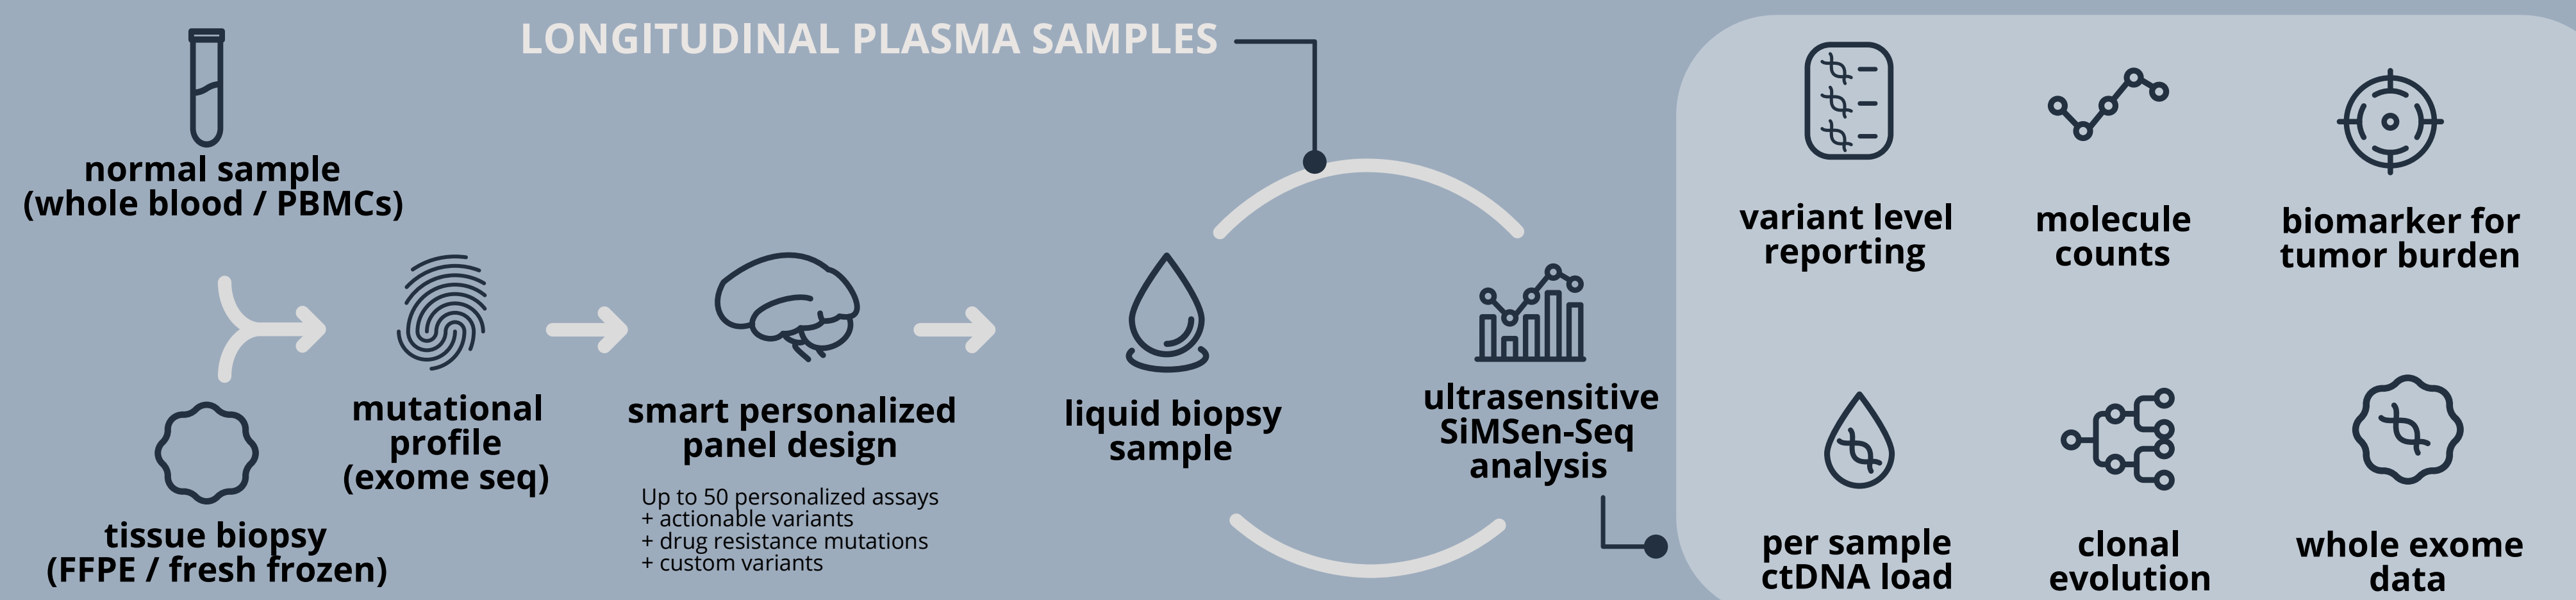 LONGITUDINAL PLASMA SAMPLES
normal sample
(whole blood / PBMCs)
tissue biopsy
(FFPE / fresh frozen)
mutational
profile
(exome seq)
smart personalized
panel design
Up to 50 personalized assays
+ actionable variants
+ drug resistance mutations
+ custom variants
liquid biopsy
sample
ultrasensitive
SiMSen-Seq
analysis
variant level
reporting
molecule
counts
biomarker for
tumor burden
per sample
ctDNA load
clonal
evolution
whole exome
data